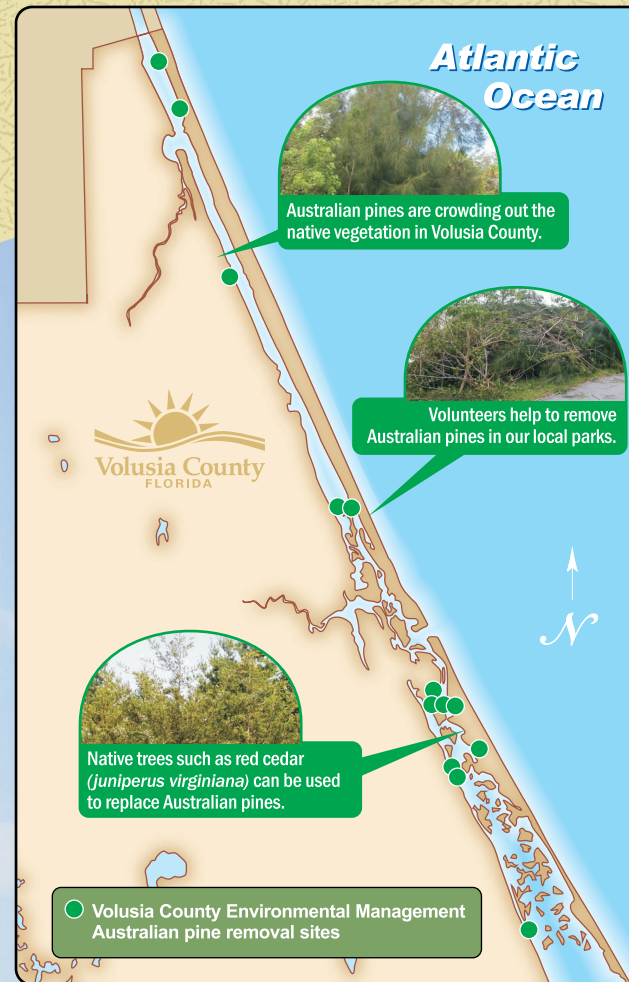 Atlantic
Ocean
Australian pines are crowding out the
native vegetation in Volusia County.
Volunteers help to remove
Australian pines in our local parks.
Volusia County
FLORIDA
N
Native trees such as red cedar
(juniperus virginiana) can be used
to replace Australian pines.
Volusia County Environmental Management
Australian pine removal sites